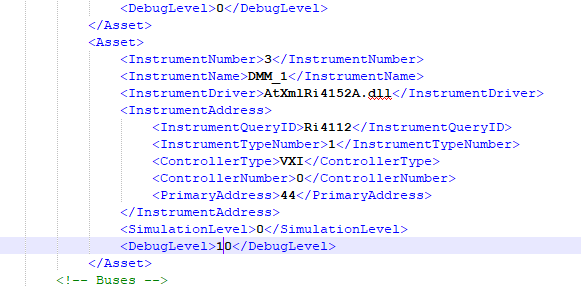 <DebugLevel>0</DebugLevel>
</Asset>
<Asset>
<InstrumentNumber>3</InstrumentNumber>
<InstrumentName>DMM_1</InstrumentName>
<InstrumentDriver>AtXmlRi4152A.dll</InstrumentDriver>
<InstrumentAddress>
<InstrumentQueryID>Ri4112</InstrumentQueryID>
<InstrumentTypeNumber>1</InstrumentTypeNumber>
<ControllerType>VXI</ControllerType>
<ControllerNumber>0</ControllerNumber>
<PrimaryAddress>44</PrimaryAddress>
</InstrumentAddress>
<SimulationLevel>0</SimulationLevel>
<DebugLevel>10</DebugLevel>
</Asset>
<!-- Buses -->